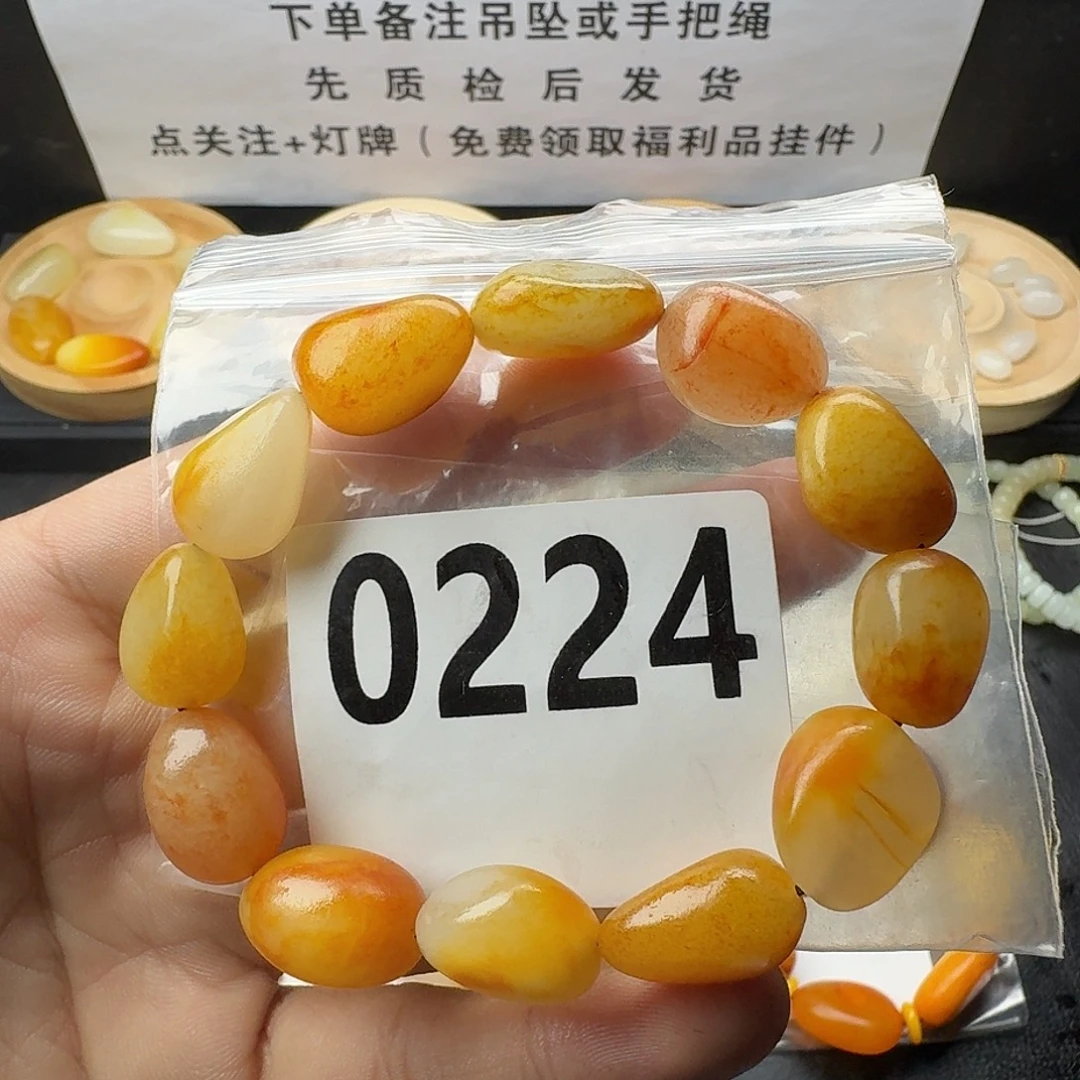 下单备注吊坠或手把绳
先质检后发货
点关注+灯牌（免费领取福利品挂件）
0224